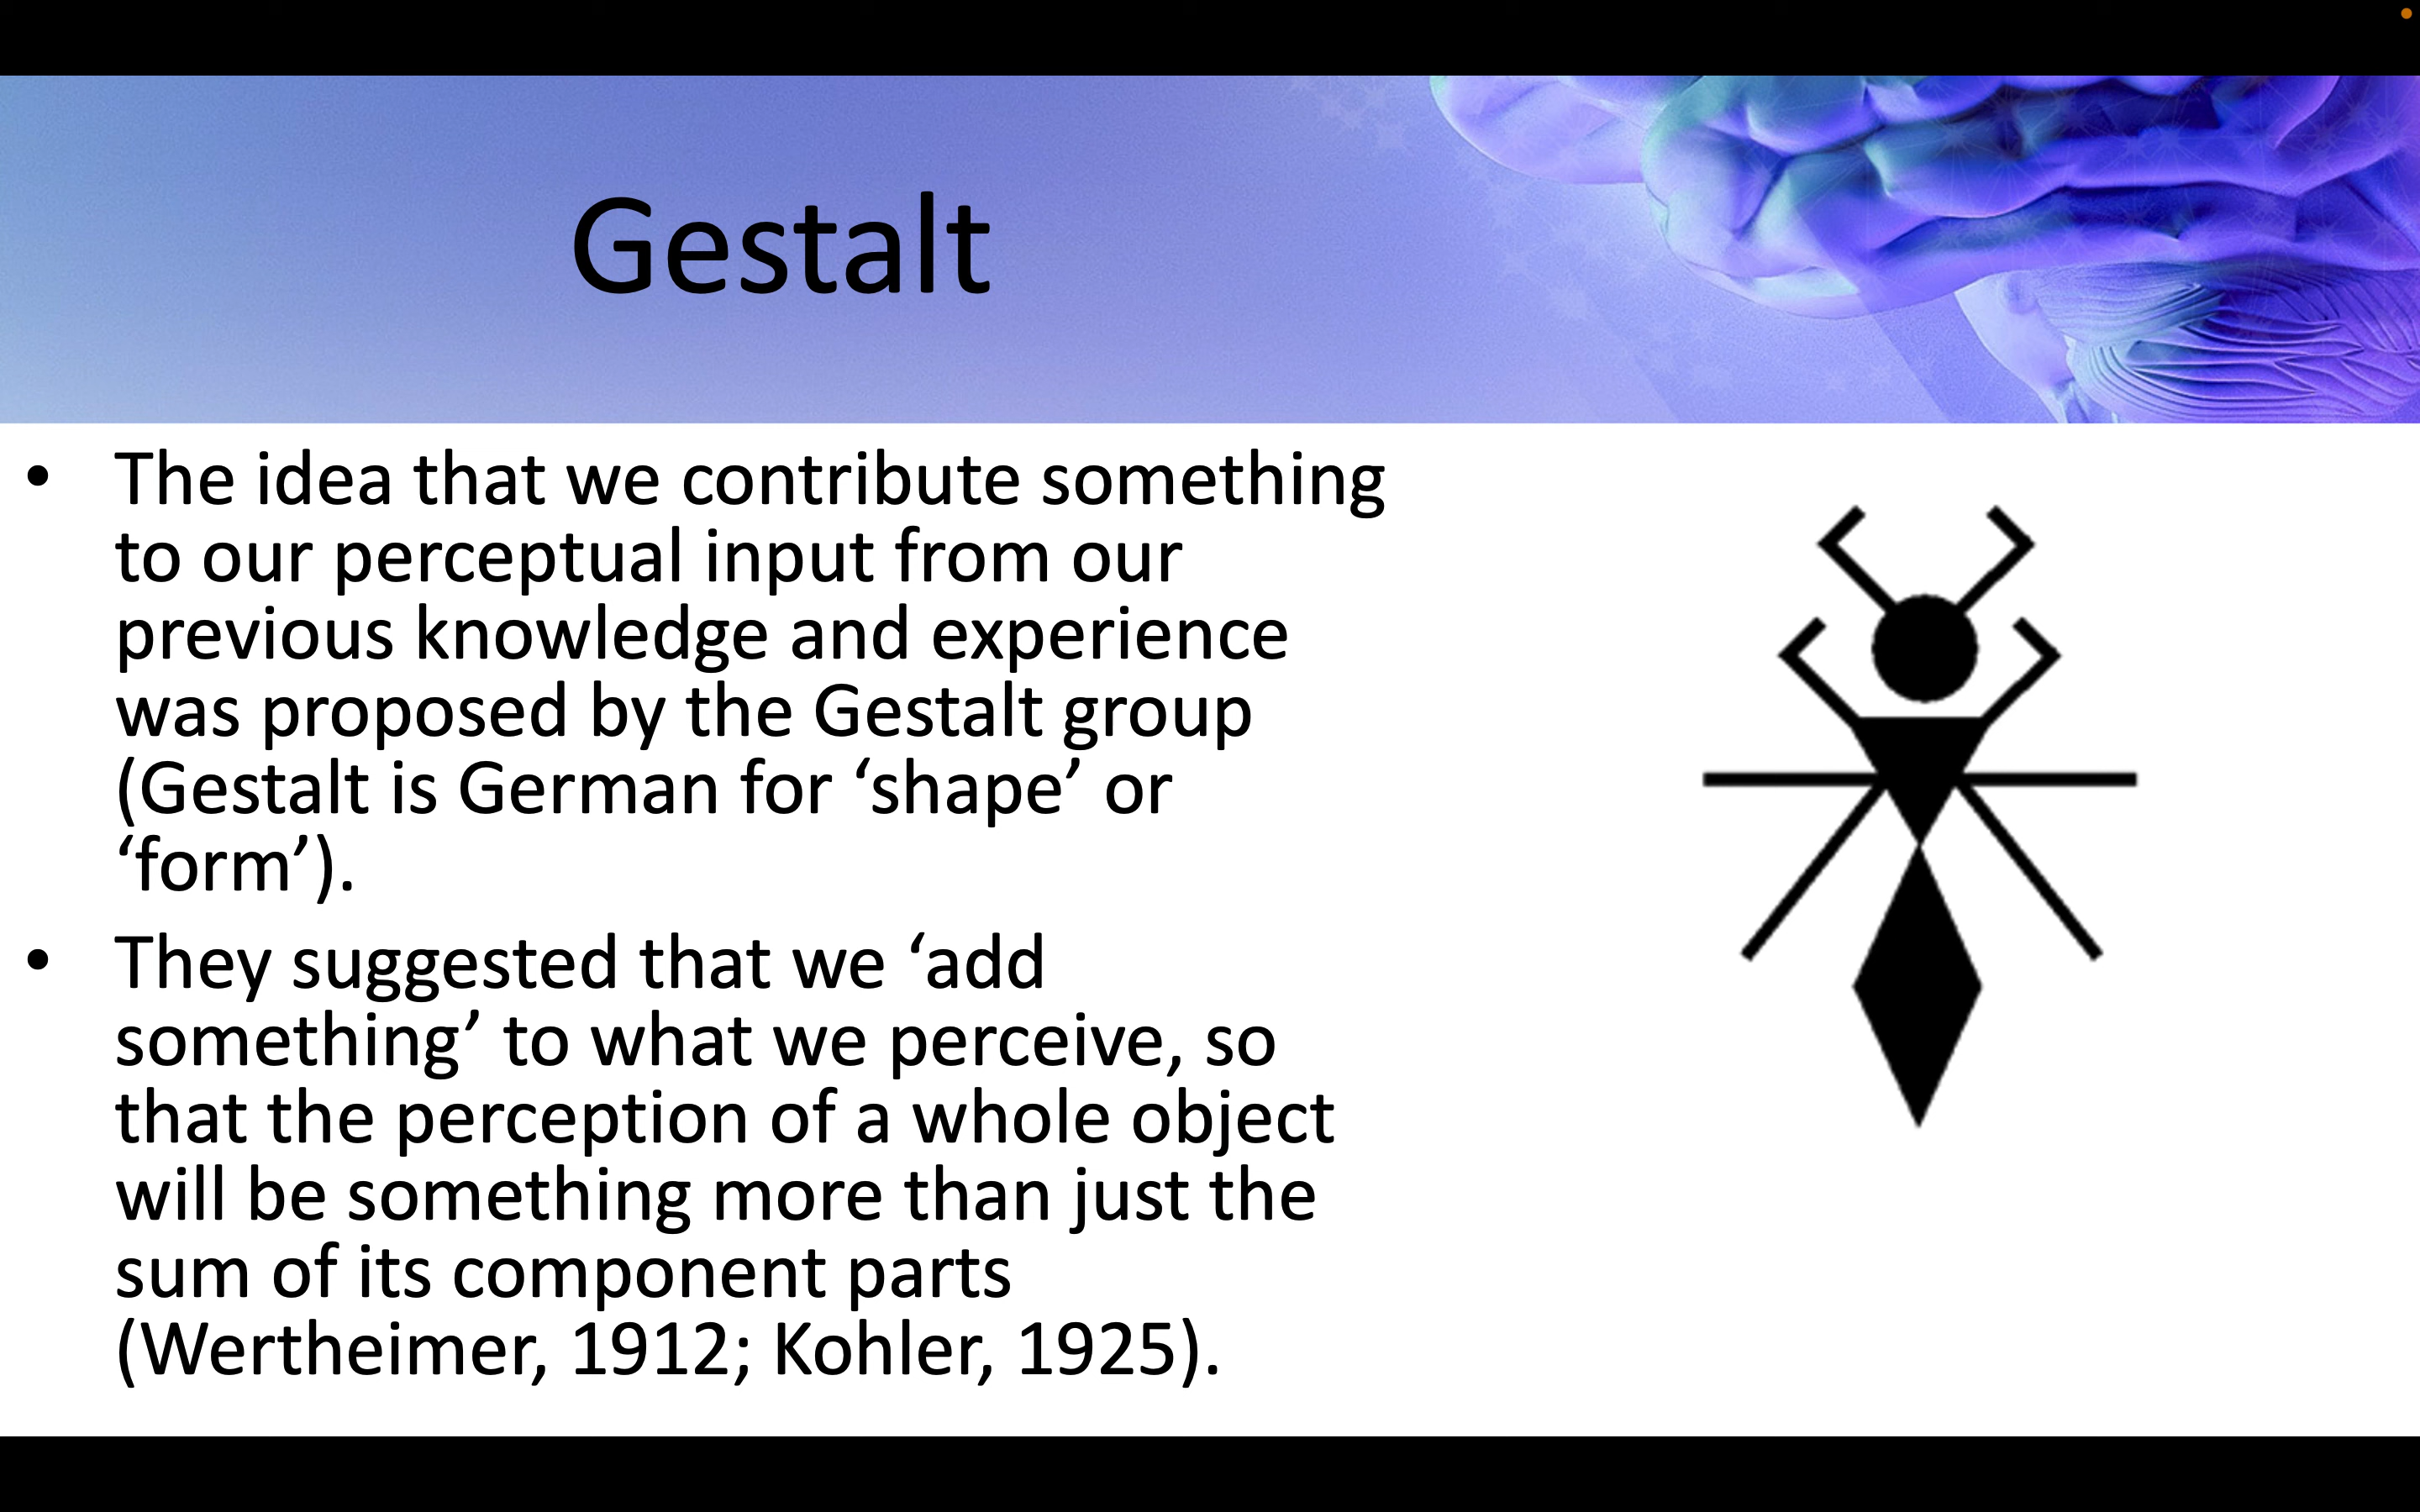 Gestalt
• The idea that we contribute something
to our perceptual input from our
previous knowledge and experience
was proposed by the Gestalt group
(Gestalt is German for ‘shape’ or
‘form’).
• They suggested that we ‘add
something’ to what we perceive, so
that the perception of a whole object
will be something more than just the
sum of its component parts
(Wertheimer, 1912; Kohler, 1925).